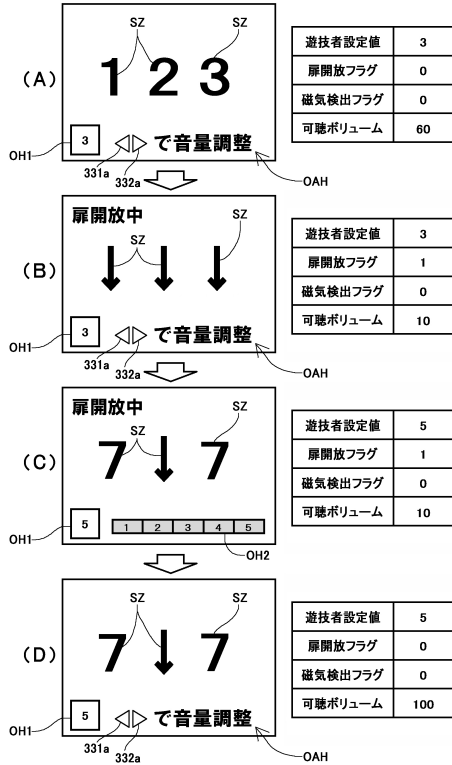 SZ SZ
(A)
1 2 3
3
で音量調整
OH1
331a
332a
OAH
遊技者設定値 3
扉開放フラグ 0
磁気検出フラグ 0
可聴ボリューム 60
扉開放中
SZ
SZ
(B)
↓ ↓ ↓
3
で音量調整
OH1
331a
332a
OAH
遊技者設定値 3
扉開放フラグ 1
磁気検出フラグ 0
可聴ボリューム 10
扉開放中
SZ SZ
(C)
7 ↓ 7
5
1 2 3 4 5
OH1
OH2
遊技者設定値 5
扉開放フラグ 1
磁気検出フラグ 0
可聴ボリューム 10
SZ SZ
(D)
7 ↓ 7
5
で音量調整
OH1
331a
332a
OAH
遊技者設定値 5
扉開放フラグ 0
磁気検出フラグ 0
可聴ボリューム 100